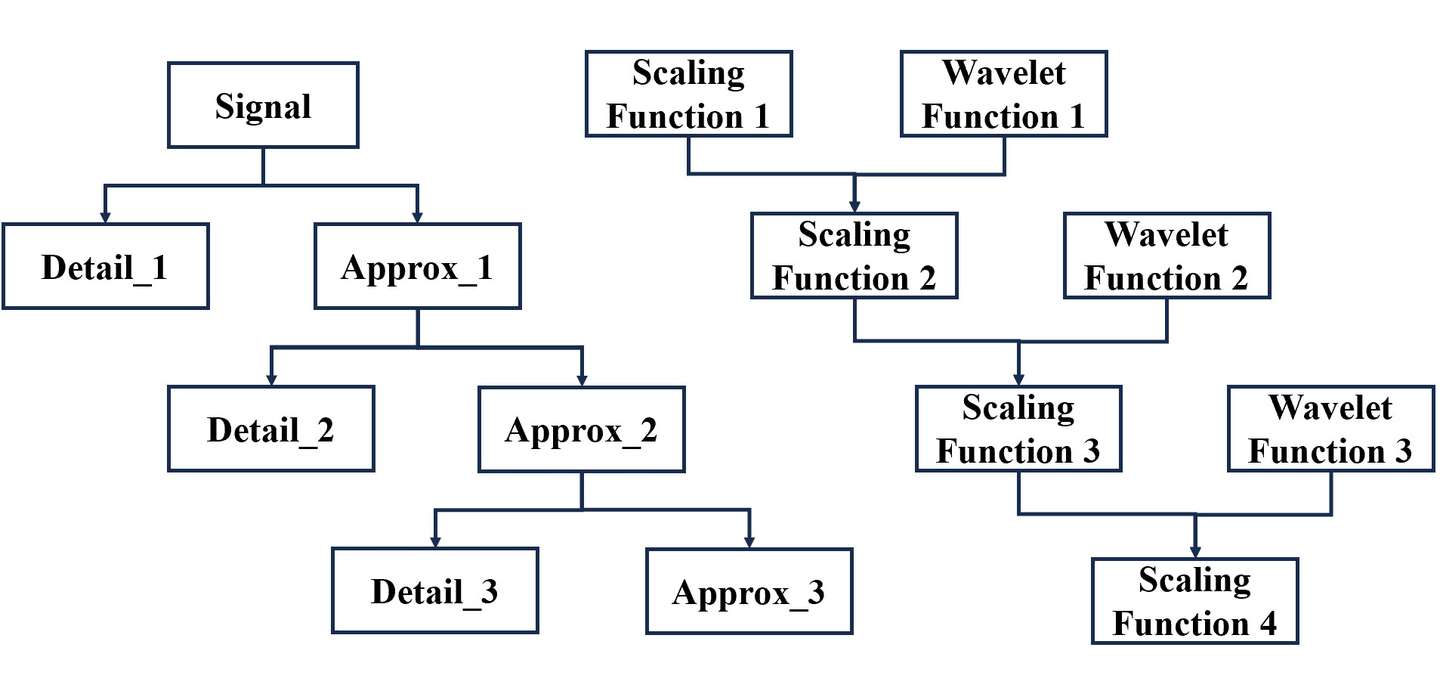 Signal
Detail_1
Approx_1
Detail_2
Approx_2
Detail_3
Approx_3
Scaling
Function 1
Wavelet
Function 1
Scaling
Function 2
Wavelet
Function 2
Scaling
Function 3
Wavelet
Function 3
Scaling
Function 4